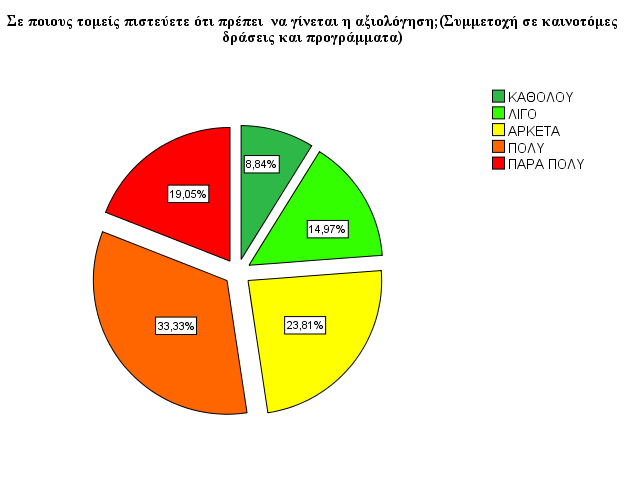 Σε ποιους τομείς πιστεύετε ότι πρέπει να γίνεται η αξιολόγηση;(Συμμετοχή σε καινοτόμες
δράσεις και προγράμματα)
ΚΑΘΟΛΟΥ
ΛΙΓΟ
ΑΡΚΕΤΑ
ΠΟΛΥ
ΠΑΡΑ ΠΟΛΥ
8,84%
19,05%
14,97%
33,33%
23,81%